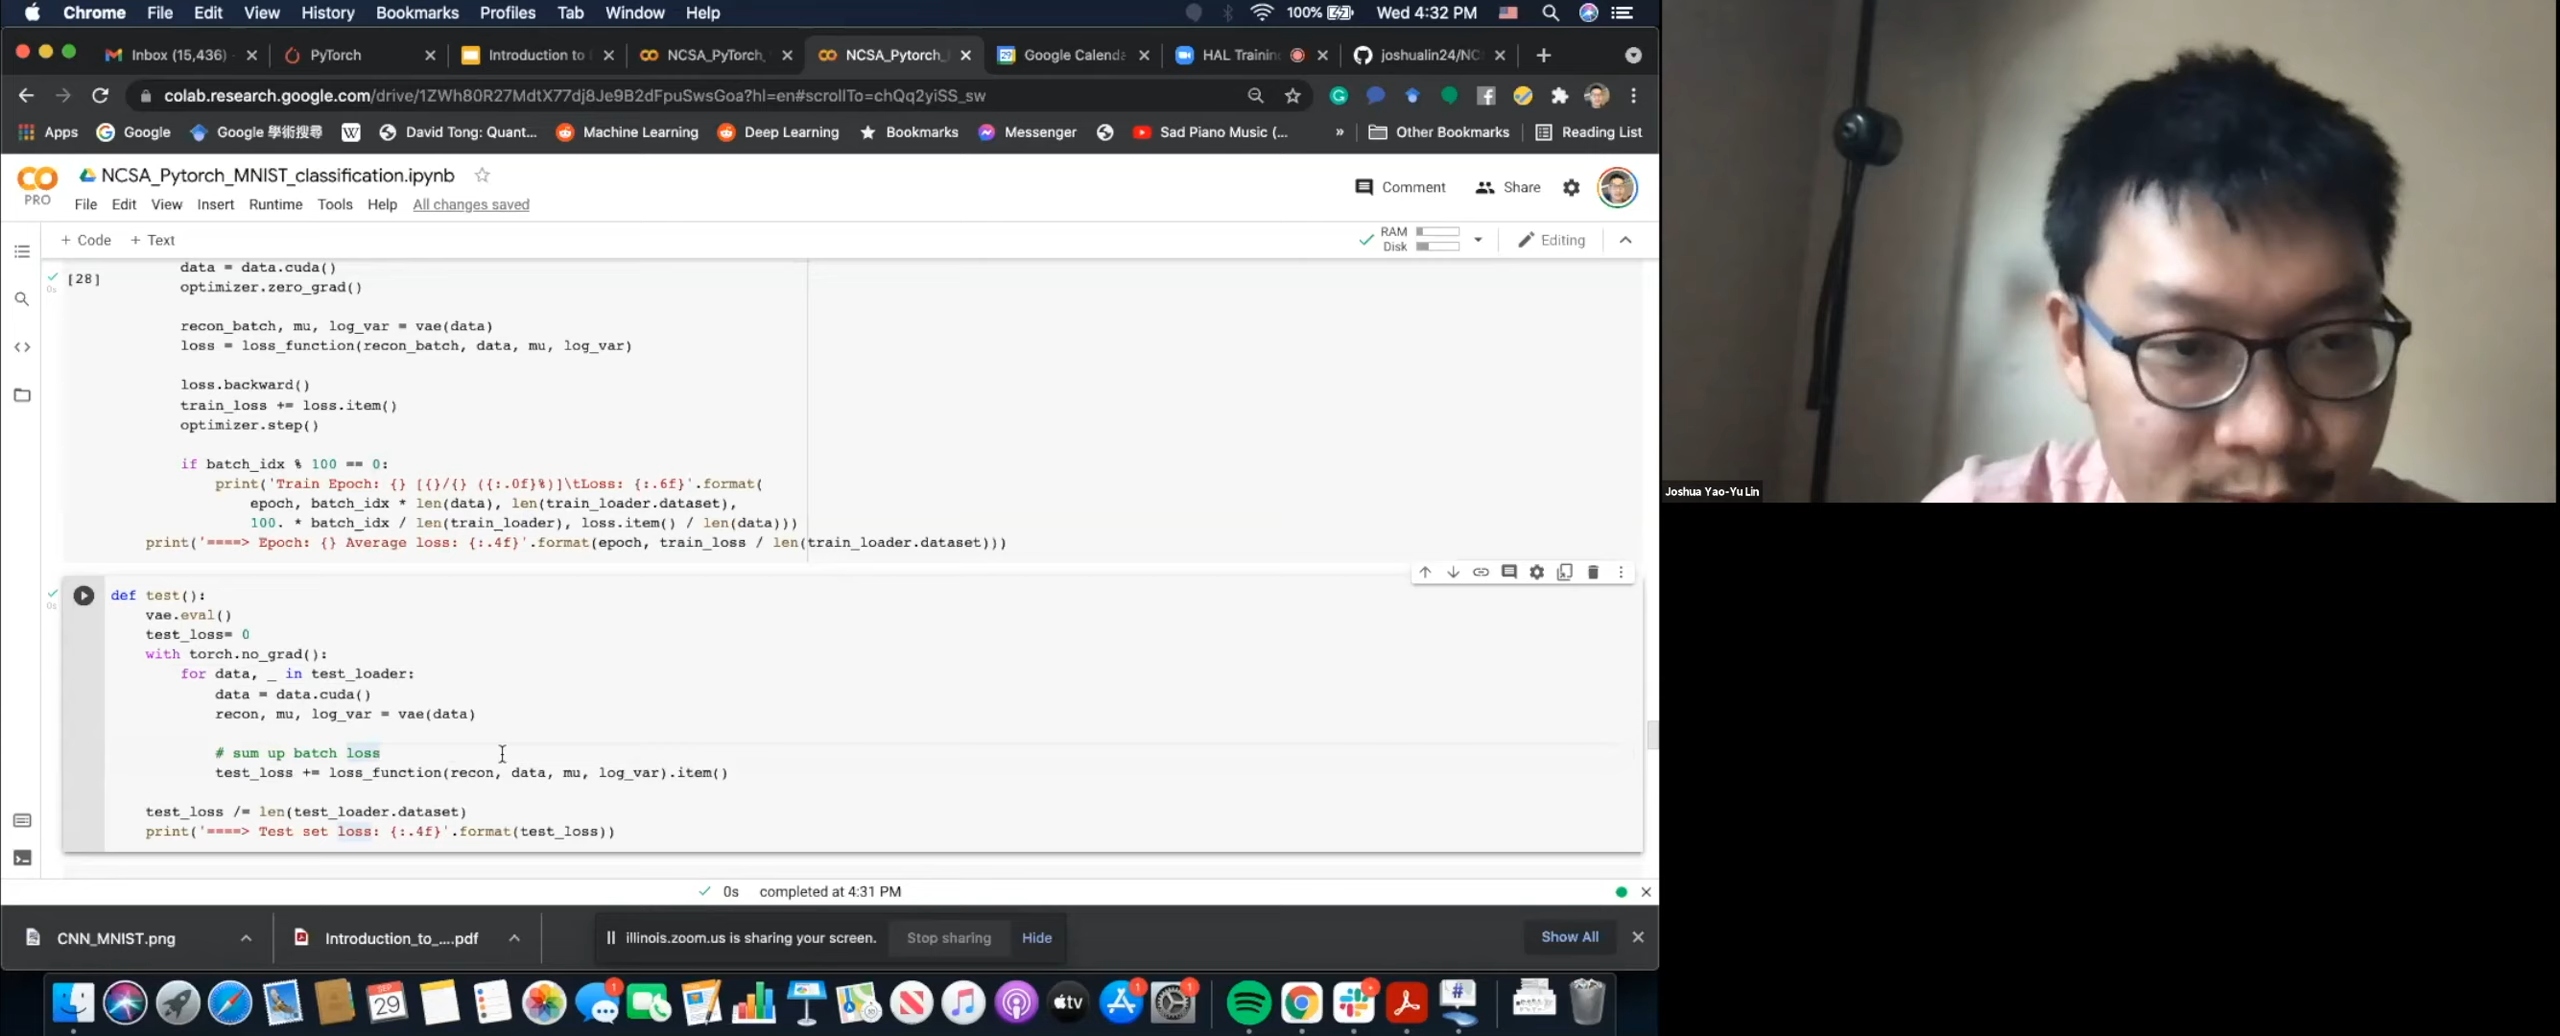 Chrome File Edit View History Bookmarks Profiles Tab Window Help 100% Wed 4:32 PM
Inbox (15,436) PyTorch Introduction to NCSA_PyTorch_ NCSA_Pytorch_ Google Calenda HAL Training joshualin24/NC
colab.research.google.com/drive/1ZWh80R27MdtX77dj8Je9B2dFpuSwsGoa?hl=en#scrollTo=chQq2yiSS_sw
Apps Google Google 學術搜尋 David Tong: Quant... Machine Learning Deep Learning Bookmarks Messenger Sad Piano Music (... » Other Bookmarks Reading List
NCSA_Pytorch_MNIST_classification.ipynb
PRO
Comment Share
File Edit View Insert Runtime Tools Help All changes saved
+ Code + Text RAM Disk Editing
[28]
0s
data = data.cuda()
optimizer.zero_grad()
recon_batch, mu, log_var = vae(data)
loss = loss_function(recon_batch, data, mu, log_var)
loss.backward()
train_loss += loss.item()
optimizer.step()
if batch_idx % 100 == 0:
print('Train Epoch: {} [{}/{} ({:.0f}%)]\tLoss: {:.6f}'.format(
epoch, batch_idx * len(data), len(train_loader.dataset),
100. * batch_idx / len(train_loader), loss.item() / len(data)))
print('====> Epoch: {} Average loss: {:.4f}'.format(epoch, train_loss / len(train_loader.dataset)))
0s
def test():
vae.eval()
test_loss= 0
with torch.no_grad():
for data, _ in test_loader:
data = data.cuda()
recon, mu, log_var = vae(data)
# sum up batch loss
test_loss += loss_function(recon, data, mu, log_var).item()
test_loss /= len(test_loader.dataset)
print('====> Test set loss: {:.4f}'.format(test_loss))
0s completed at 4:31 PM
CNN_MNIST.png Introduction_to_....pdf illinois.zoom.us is sharing your screen. Stop sharing Hide Show All
SEP 29 tv
Joshua Yao-Yu Lin